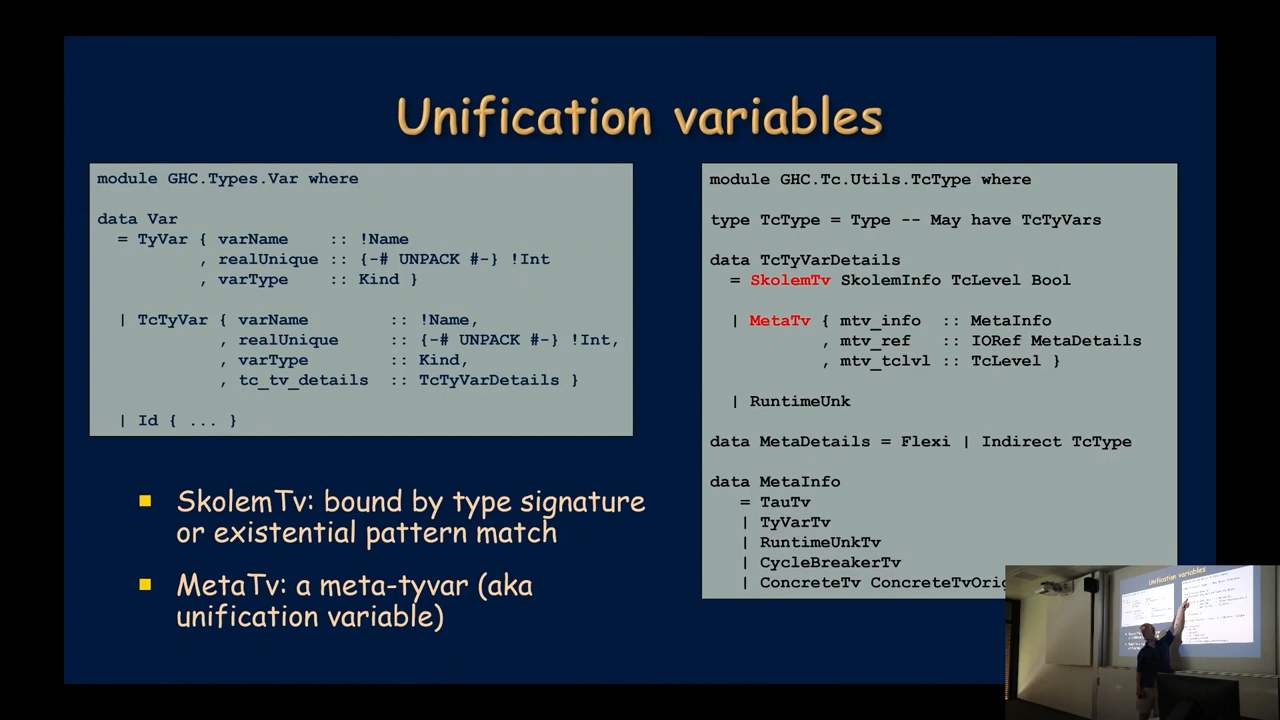 Unification variables
module GHC.Types.Var where
data Var
= TyVar { varName :: !Name
, realUnique :: {-# UNPACK #-} !Int
, varType :: Kind }
| TcTyVar { varName :: !Name,
, realUnique :: {-# UNPACK #-} !Int,
, varType :: Kind,
, tc_tv_details :: TcTyVarDetails }
| Id { ... }
SkolemTv: bound by type signature
or existential pattern match
MetaTv: a meta-tyvar (aka
unification variable)
module GHC.Tc.Utils.TcType where
type TcType = Type -- May have TcTyVars
data TcTyVarDetails
= SkolemTv SkolemInfo TcLevel Bool
| MetaTv { mtv_info :: MetaInfo
, mtv_ref :: IORef MetaDetails
, mtv_tclvl :: TcLevel }
| RuntimeUnk
data MetaDetails = Flexi | Indirect TcType
data MetaInfo
= TauTv
| TyVarTv
| RuntimeUnkTv
| CycleBreakerTv
| ConcreteTv
Unification variables